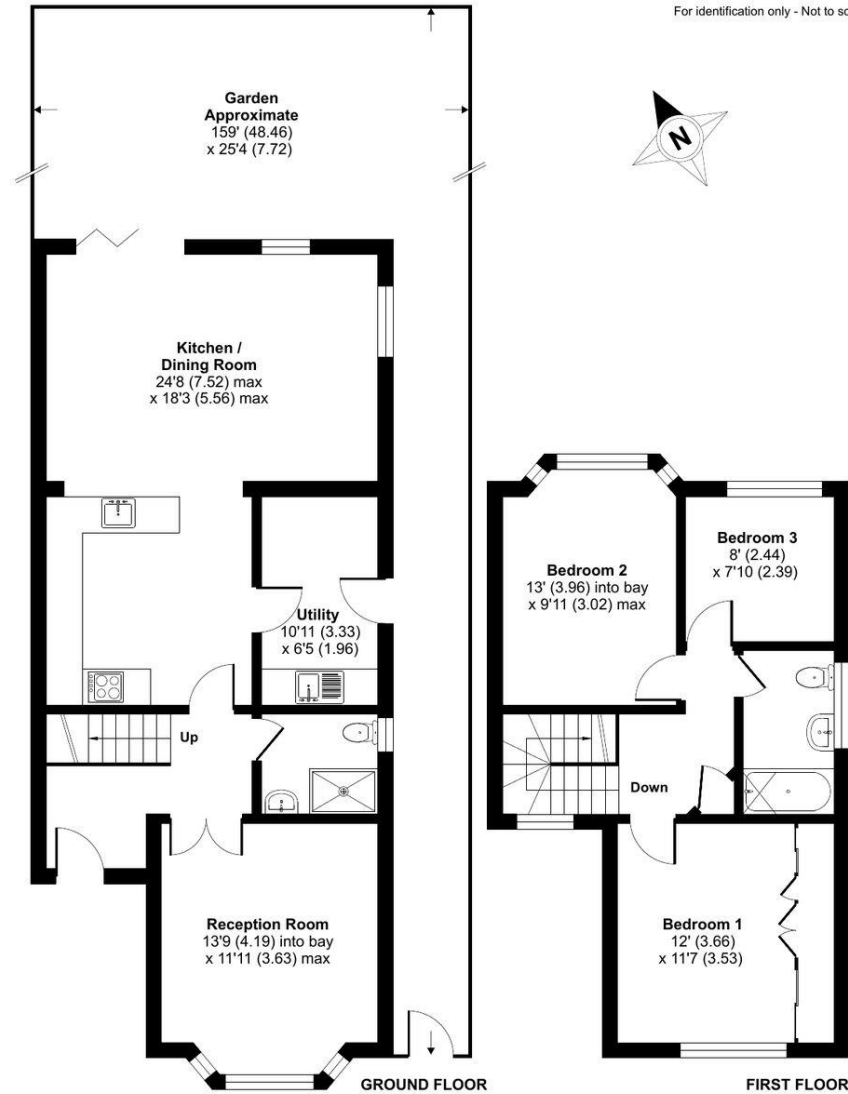 For identification only - Not to sc
Garden
Approximate
159' (48.46)
x 25'4 (7.72)
N
Kitchen /
Dining Room
24'8 (7.52) max
x 18'3 (5.56) max
Utility
10'11 (3.33)
x 6'5 (1.96)
Up
Reception Room
13'9 (4.19) into bay
x 11'11 (3.63) max
GROUND FLOOR
Bedroom 2
13' (3.96) into bay
x 9'11 (3.02) max
Bedroom 3
8' (2.44)
x 7'10 (2.39)
Down
Bedroom 1
12' (3.66)
x 11'7 (3.53)
FIRST FLOOR